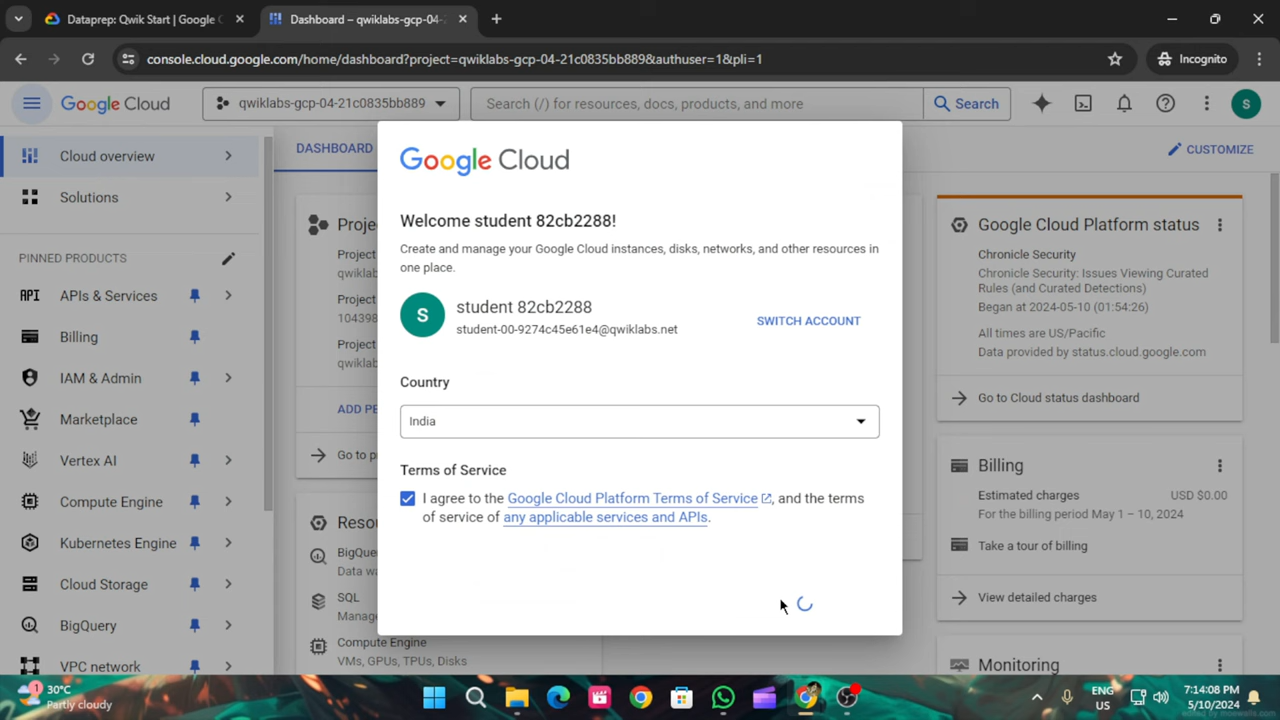 Dataprep: Qwik Start | Google C
Dashboard – qwiklabs-gcp-04-
console.cloud.google.com/home/dashboard?project=qwiklabs-gcp-04-21c0835bb889&authuser=1&pli=1
Incognito
Google Cloud
qwiklabs-gcp-04-21c0835bb889
Search (/) for resources, docs, products, and more
Search
S
Cloud overview
Solutions
PINNED PRODUCTS
API APIs & Services
Billing
IAM & Admin
Marketplace
Vertex AI
Compute Engine
Kubernetes Engine
Cloud Storage
BigQuery
VPC network
DASHBOARD
CUSTOMIZE
Proje
Project
qwiklabs
Project
104398
Project
qwiklab
ADD PE
Go to p
Resou
BigQue
Data wa
SQL
Manage
Compute Engine
VMs, GPUs, TPUs, Disks
Google Cloud
Welcome student 82cb2288!
Create and manage your Google Cloud instances, disks, networks, and other resources in
one place.
S
student 82cb2288
student-00-9274c45e61e4@qwiklabs.net
SWITCH ACCOUNT
Country
India
Terms of Service
I agree to the Google Cloud Platform Terms of Service, and the terms
of service of any applicable services and APIs.
Google Cloud Platform status
Chronicle Security
Chronicle Security: Issues Viewing Curated
Rules (and Curated Detections)
Began at 2024-05-10 (01:54:26)
All times are US/Pacific
Data provided by status.cloud.google.com
Go to Cloud status dashboard
Billing
Estimated charges USD $0.00
For the billing period May 1 – 10, 2024
Take a tour of billing
View detailed charges
Monitoring
1
30°C
Partly cloudy
ENG
US
7:14:08 PM
5/10/2024